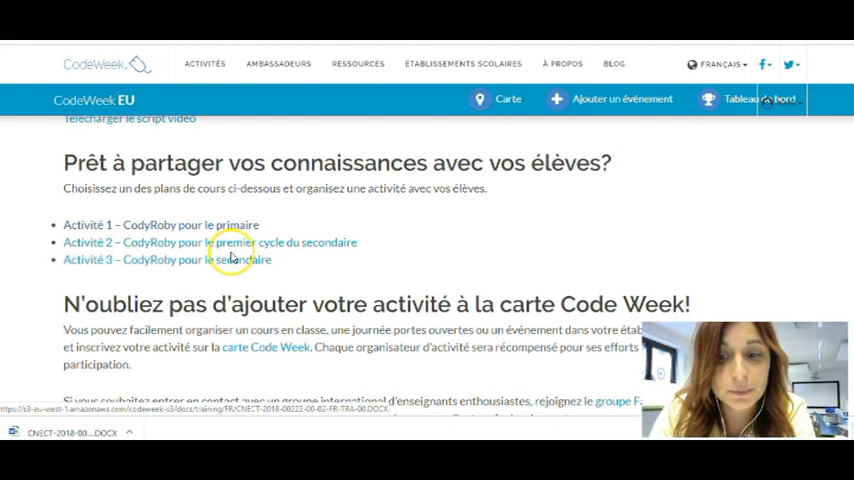 CodeWeek
ACTIVITÉS
AMBASSADEURS
RESSOURCES
ÉTABLISSEMENTS SCOLAIRES
À PROPOS
BLOG
FRANÇAIS
CodeWeek EU
Carte
Ajouter un événement
Tableau de bord
Télécharger le script vidéo
Prêt à partager vos connaissances avec vos élèves?
Choisissez un des plans de cours ci-dessous et organisez une activité avec vos élèves.
Activité 1 – CodyRoby pour le primaire
Activité 2 – CodyRoby pour le premier cycle du secondaire
Activité 3 – CodyRoby pour le secondaire
N'oubliez pas d'ajouter votre activité à la carte Code Week!
Vous pouvez facilement organiser un cours en classe, une journée portes ouvertes ou un événement dans votre étab
et inscrivez votre activité sur la carte Code Week. Chaque organisateur d'activité sera récompensé pour ses efforts
participation.
Si vous souhaitez entrer en contact avec un groupe international d'enseignants enthousiastes, rejoignez le groupe Fa
https://s3-eu-west-1.amazonaws.com/codeweek-s3/docs/training/FR/CNECT-2018-00222-00-02-FR-TRA-00.DOCX
CNECT-2018-00....DOCX